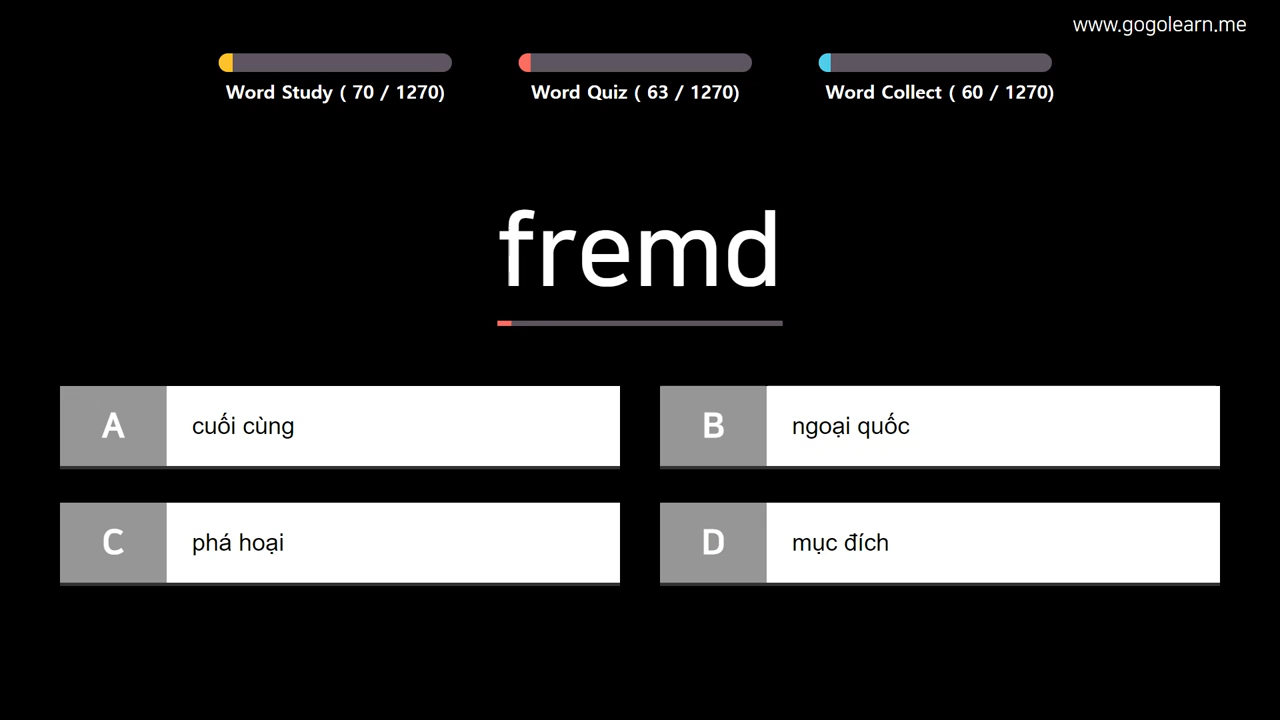 www.gogolearn.me
Word Study ( 70 / 1270)
Word Quiz ( 63 / 1270)
Word Collect ( 60 / 1270)
fremd
A cuối cùng
B ngoại quốc
C phá hoại
D mục đích